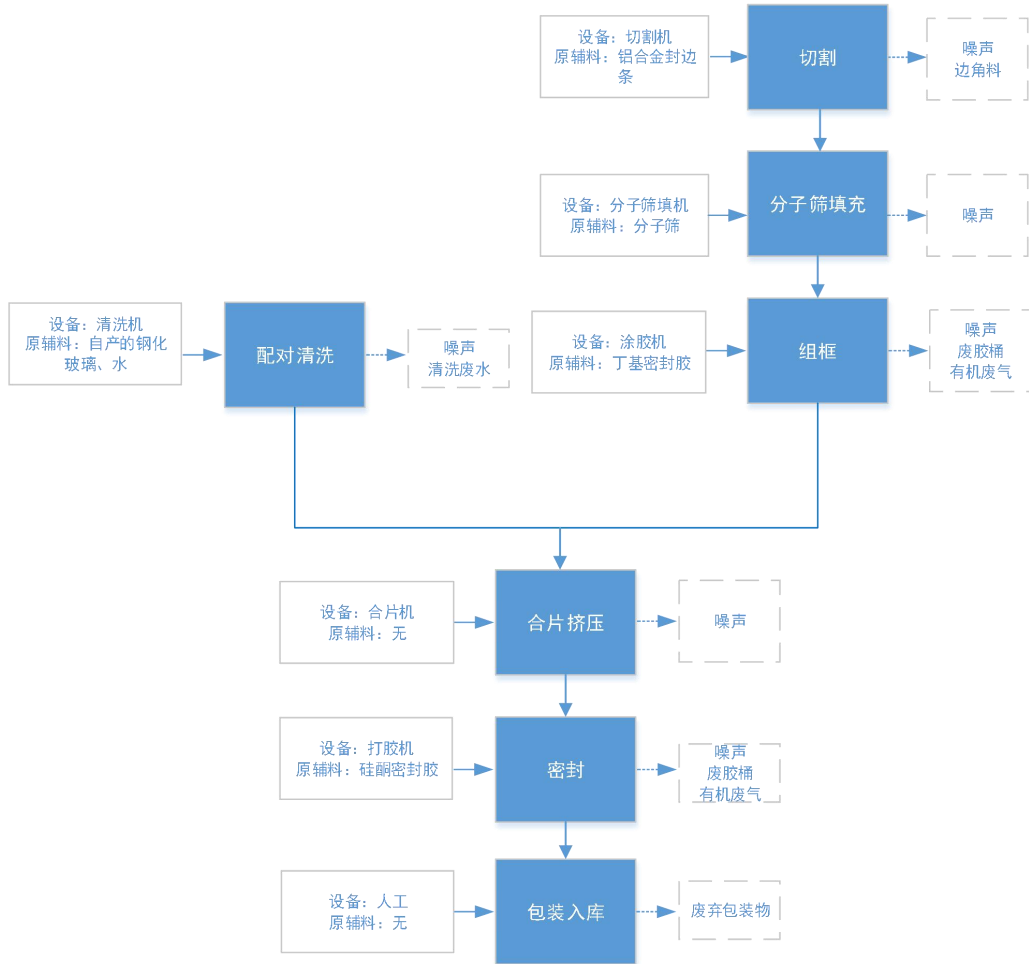 设备：切割机
原辅料：铝合金封边
条
切割
噪声
边角料
设备：分子筛填机
原辅料：分子筛
分子筛填充
噪声
设备：清洗机
原辅料：自产的钢化
玻璃、水
配对清洗
噪声
清洗废水
设备：涂胶机
原辅料：丁基密封胶
组框
噪声
废胶桶
有机废气
设备：合片机
原辅料：无
合片挤压
噪声
设备：打胶机
原辅料：硅酮密封胶
密封
噪声
废胶桶
有机废气
设备：人工
原辅料：无
包装入库
废弃包装物